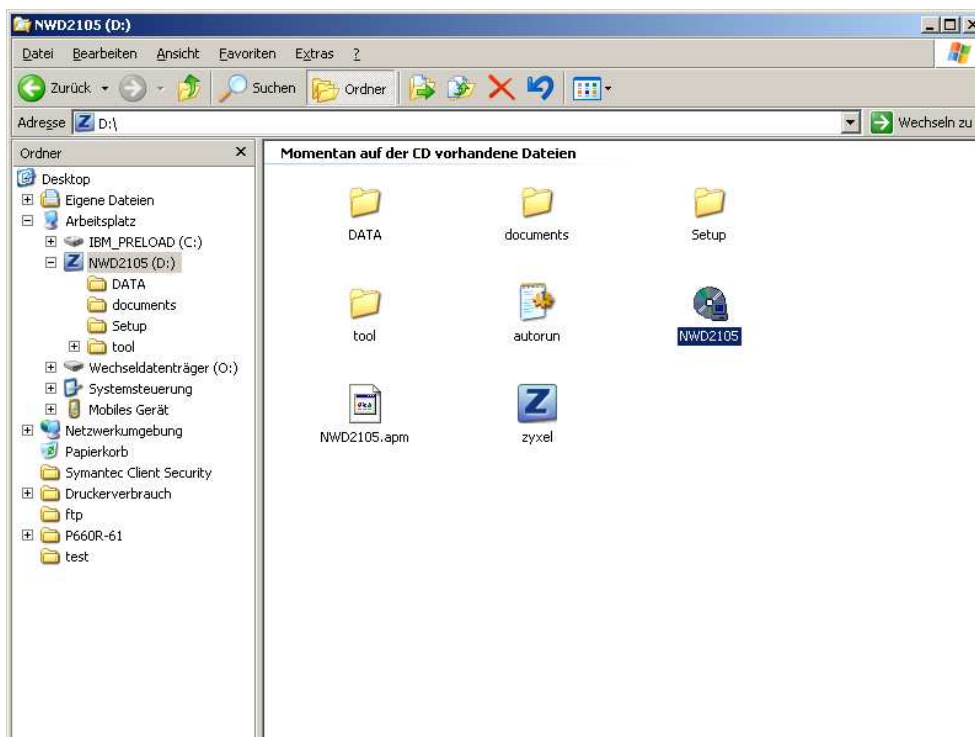 NWD2105 (D:)
Datei Bearbeiten Ansicht Favoriten Extras ?
Zurück Suchen Ordner
Adresse D:\ Wechseln zu
Ordner
Desktop
Eigene Dateien
Arbeitsplatz
IBM_PRELOAD (C:)
NWD2105 (D:)
DATA
documents
Setup
tool
Wechseldatenträger (O:)
Systemsteuerung
Mobiles Gerät
Netzwerkumgebung
Papierkorb
Symantec Client Security
Druckerverbrauch
ftp
P660R-61
test
Momentan auf der CD vorhandene Dateien
DATA documents Setup
tool autorun NWD2105
NWD2105.apm zyxel